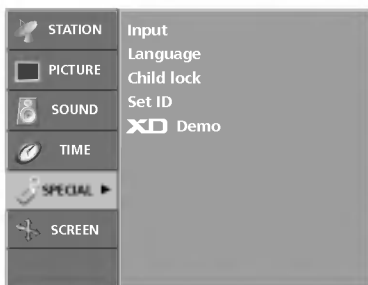 STATION
PICTURE
SOUND
TIME
SPECIAL
SCREEN
Input
Language
Child lock
Set ID
XD Demo